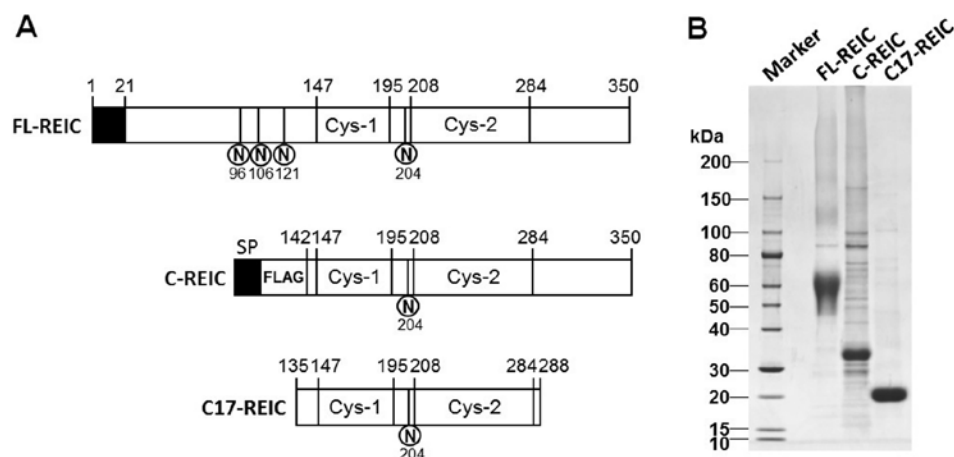 A
1 21 147 195 208 284 350
FL-REIC Cys-1 Cys-2
N N N N
96 106 121 204
SP 142 147 195 208 284 350
C-REIC FLAG Cys-1 Cys-2
N
204
135 147 195 208 284 288
C17-REIC Cys-1 Cys-2
N
204
B
Marker FL-REIC C-REIC C17-REIC
kDa
200
150
100
80
60
50
40
30
20
15
10